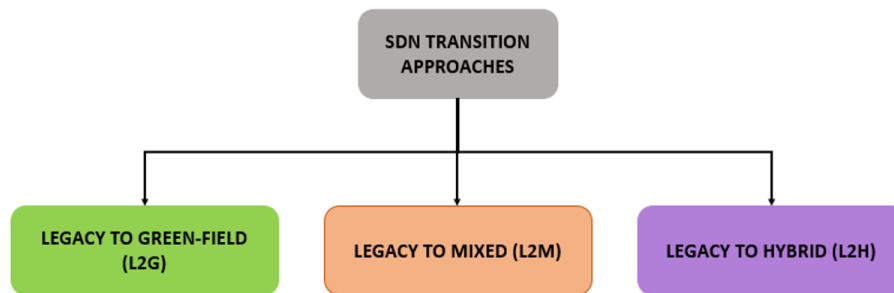 SDN TRANSITION
APPROACHES
LEGACY TO GREEN-FIELD
(L2G)
LEGACY TO MIXED (L2M)
LEGACY TO HYBRID (L2H)